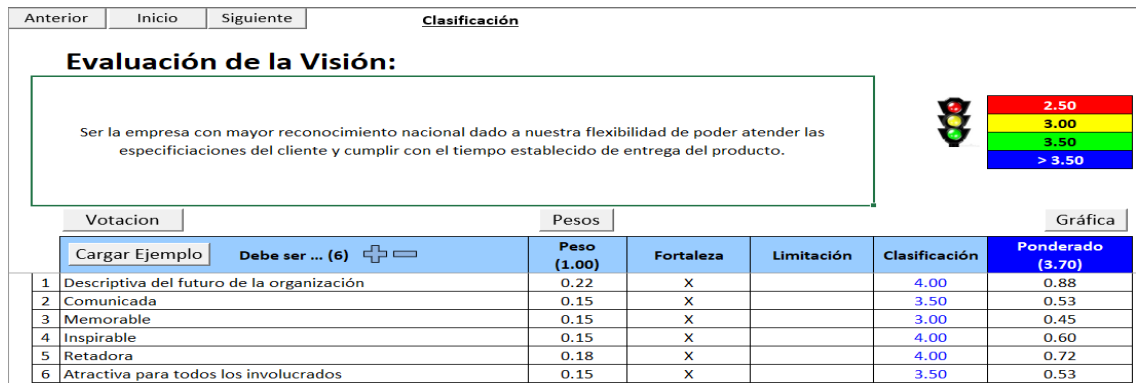 Anterior Inicio Siguiente Clasificación
Evaluación de la Visión:
Ser la empresa con mayor reconocimiento nacional dado a nuestra flexibilidad de poder atender las
especificiaciones del cliente y cumplir con el tiempo establecido de entrega del producto.
2.50
3.00
3.50
> 3.50
Votacion Pesos Gráfica
Cargar Ejemplo Debe ser ... (6) Peso (1.00) Fortaleza Limitación Clasificación Ponderado (3.70)
1 Descriptiva del futuro de la organización 0.22 X 4.00 0.88
2 Comunicada 0.15 X 3.50 0.53
3 Memorable 0.15 X 3.00 0.45
4 Inspirable 0.15 X 4.00 0.60
5 Retadora 0.18 X 4.00 0.72
6 Atractiva para todos los involucrados 0.15 X 3.50 0.53